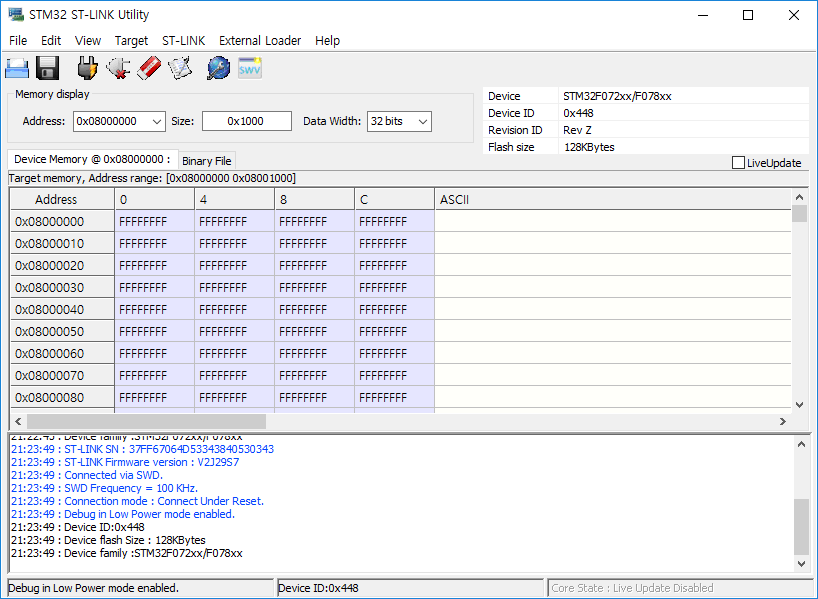 STM32 ST-LINK Utility
File Edit View Target ST-LINK External Loader Help
SWV
Memory display
Address: 0x08000000 Size: 0x1000 Data Width: 32 bits
Device STM32F072xx/F078xx
Device ID 0x448
Revision ID Rev Z
Flash size 128KBytes
Device Memory @ 0x08000000 : Binary File
LiveUpdate
Target memory, Address range: [0x08000000 0x08001000]
Address 0 4 8 C ASCII
0x08000000 FFFFFFFF FFFFFFFF FFFFFFFF FFFFFFFF
0x08000010 FFFFFFFF FFFFFFFF FFFFFFFF FFFFFFFF
0x08000020 FFFFFFFF FFFFFFFF FFFFFFFF FFFFFFFF
0x08000030 FFFFFFFF FFFFFFFF FFFFFFFF FFFFFFFF
0x08000040 FFFFFFFF FFFFFFFF FFFFFFFF FFFFFFFF
0x08000050 FFFFFFFF FFFFFFFF FFFFFFFF FFFFFFFF
0x08000060 FFFFFFFF FFFFFFFF FFFFFFFF FFFFFFFF
0x08000070 FFFFFFFF FFFFFFFF FFFFFFFF FFFFFFFF
0x08000080 FFFFFFFF FFFFFFFF FFFFFFFF FFFFFFFF
21:22:45 : Device family :STM32F072xx/F078xx
21:23:49 : ST-LINK SN : 37FF67064D53343840530343
21:23:49 : ST-LINK Firmware version : V2J29S7
21:23:49 : Connected via SWD.
21:23:49 : SWD Frequency = 100 KHz.
21:23:49 : Connection mode : Connect Under Reset.
21:23:49 : Debug in Low Power mode enabled.
21:23:49 : Device ID:0x448
21:23:49 : Device flash Size : 128KBytes
21:23:49 : Device family :STM32F072xx/F078xx
Debug in Low Power mode enabled. Device ID:0x448 Core State : Live Update Disabled